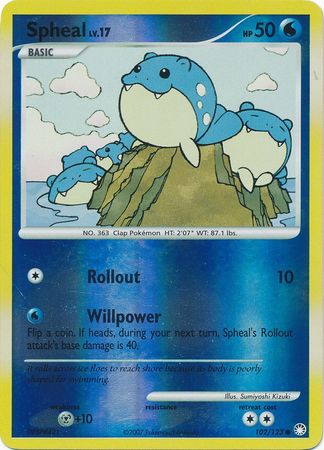 Spheal LV.17 HP 50
BASIC
NO. 363 Clap Pokémon HT: 2'07" WT: 87.1 lbs.
Rollout 10
Willpower
Flip a coin. If heads, during your next turn, Spheal's Rollout
attack's base damage is 40.
It rolls across ice floes to reach shore because its body is poorly
shaped for swimming.
Illus. Sumiyoshi Kizuki
weakness resistance retreat cost
+10
©2007 Pokémon 102/123